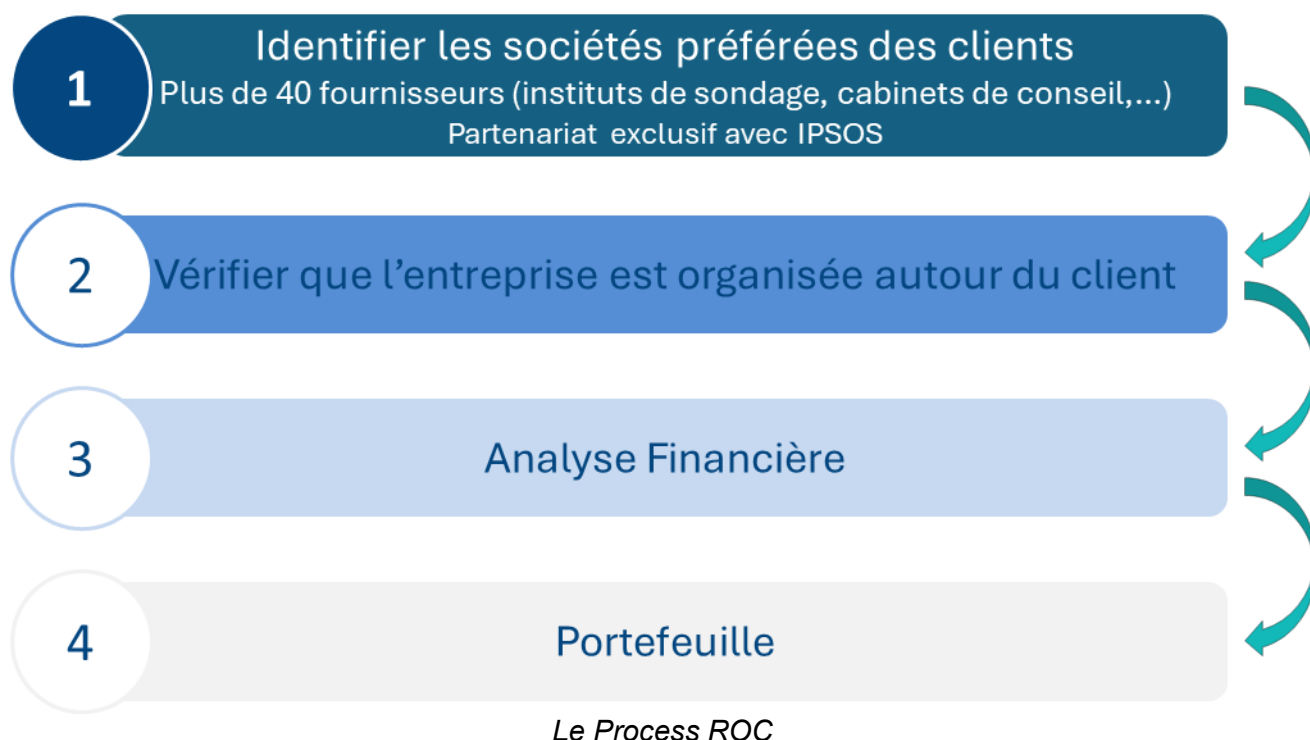 1
Identifier les sociétés préférées des clients
Plus de 40 fournisseurs (instituts de sondage, cabinets de conseil,...)
Partenariat exclusif avec IPSOS
2
Vérifier que l'entreprise est organisée autour du client
3
Analyse Financière
4
Portefeuille
Le Process ROC